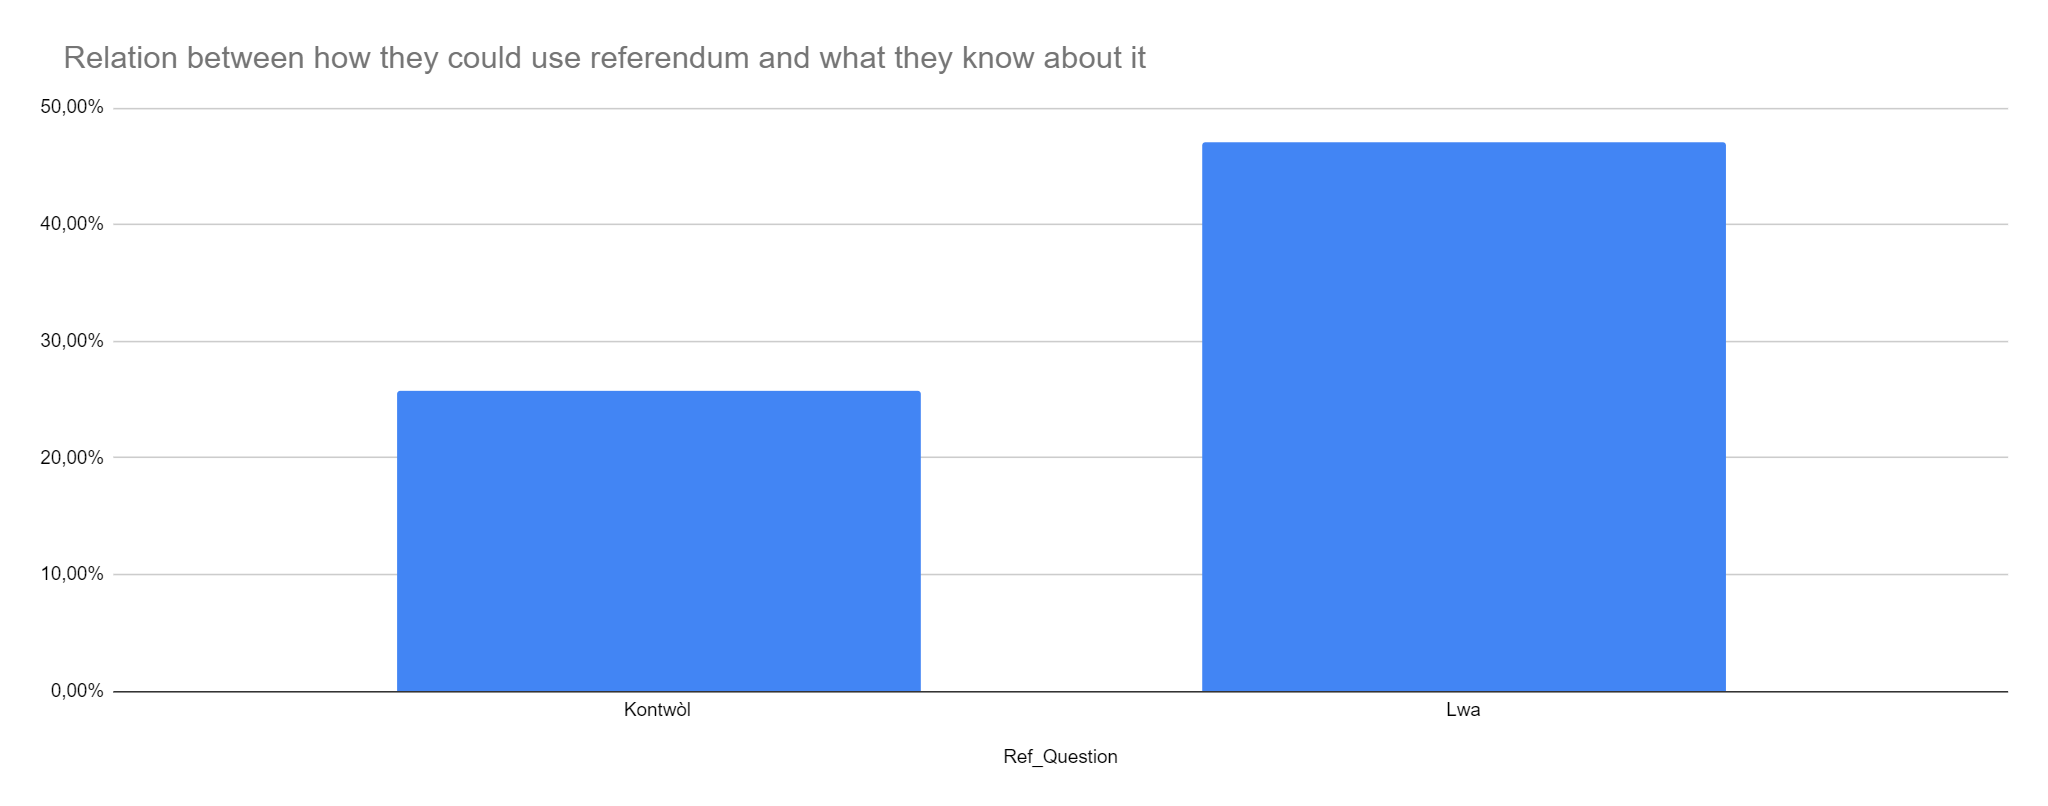 Relation between how they could use referendum and what they know about it
50,00%
40,00%
30,00%
20,00%
10,00%
0,00%
Kontwòl
Lwa
Ref_Question